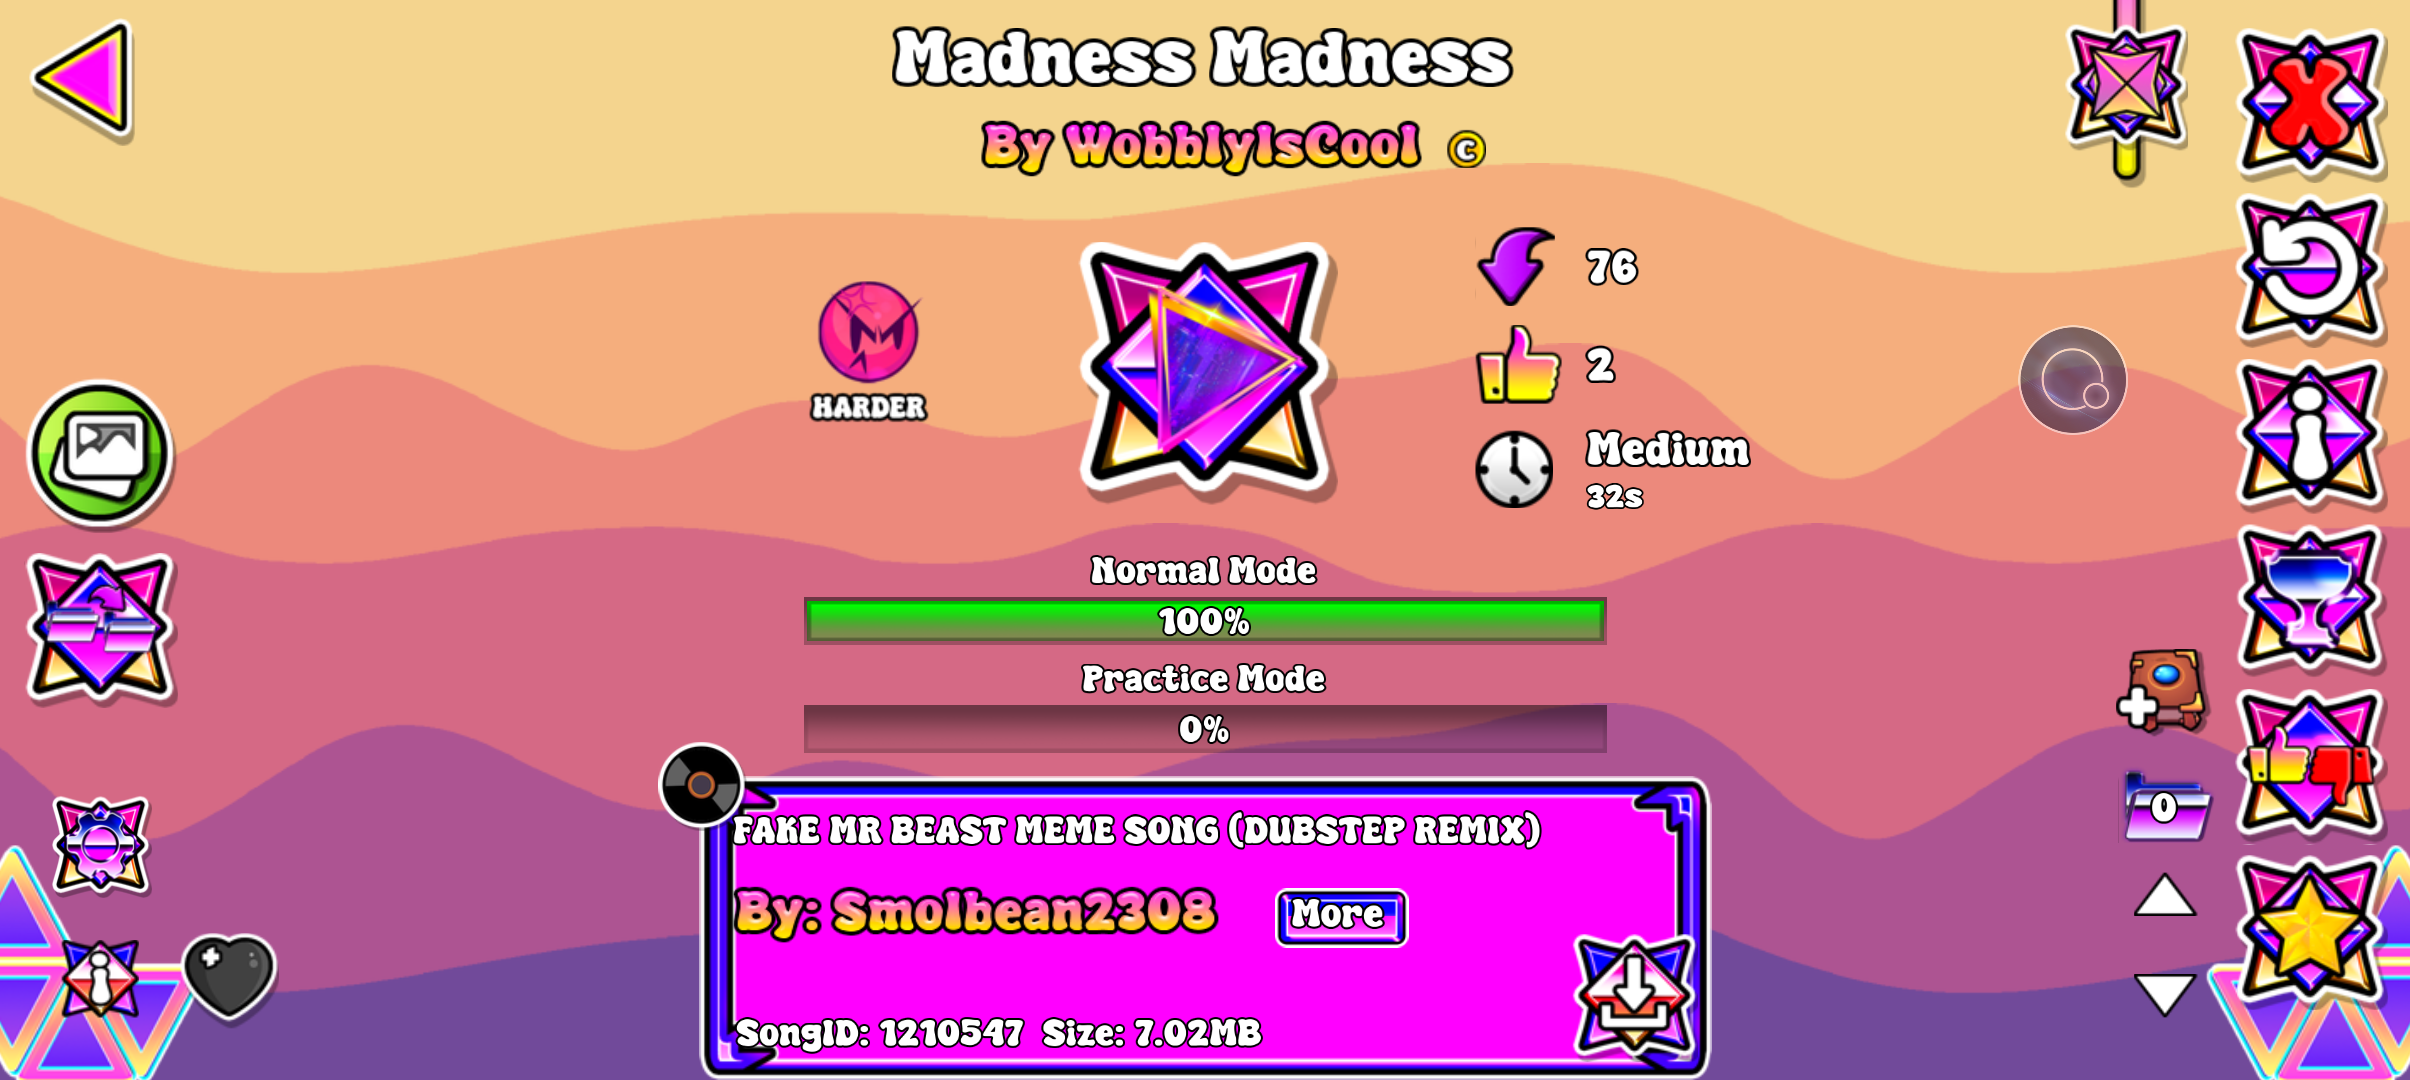 Madness Madness
By WobblyIsCool C
76
HARDER
2
Medium
32s
Normal Mode
100%
Practice Mode
0%
FAKE MR BEAST MEME SONG (DUBSTEP REMIX)
0
By: Smolbean2308 More
SongID: 1210547 Size: 7.02MB